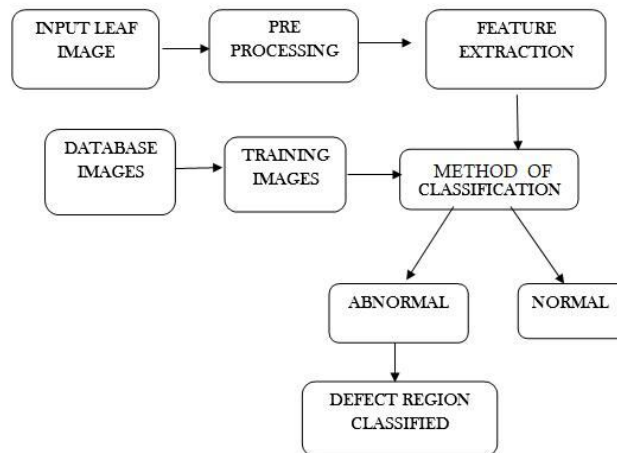 INPUT LEAF
IMAGE
PRE
PROCESSING
FEATURE
EXTRACTION
DATABASE
IMAGES
TRAINING
IMAGES
METHOD OF
CLASSIFICATION
ABNORMAL
NORMAL
DEFECT REGION
CLASSIFIED